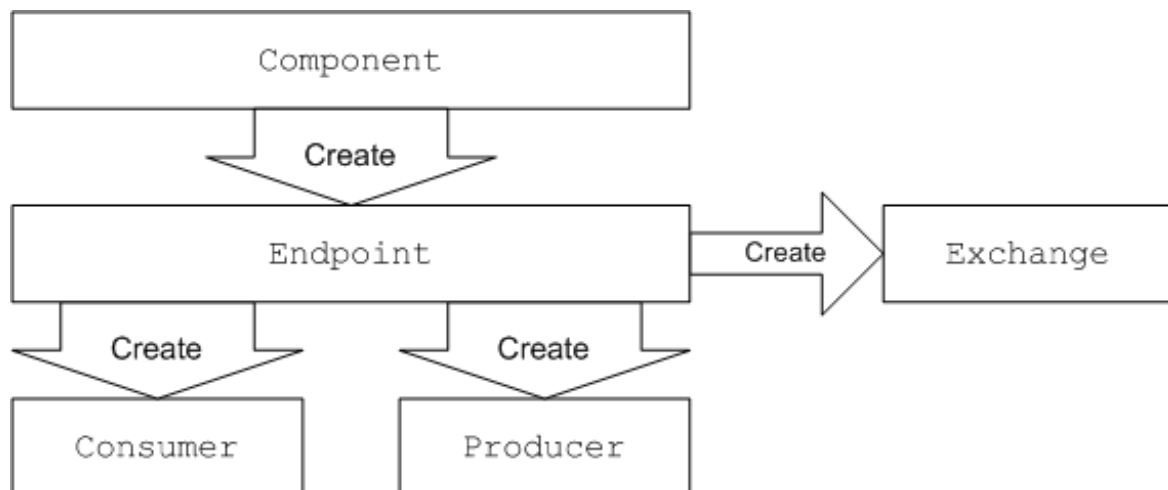 Component
Create
Endpoint
Create
Exchange
Create
Create
Consumer
Producer